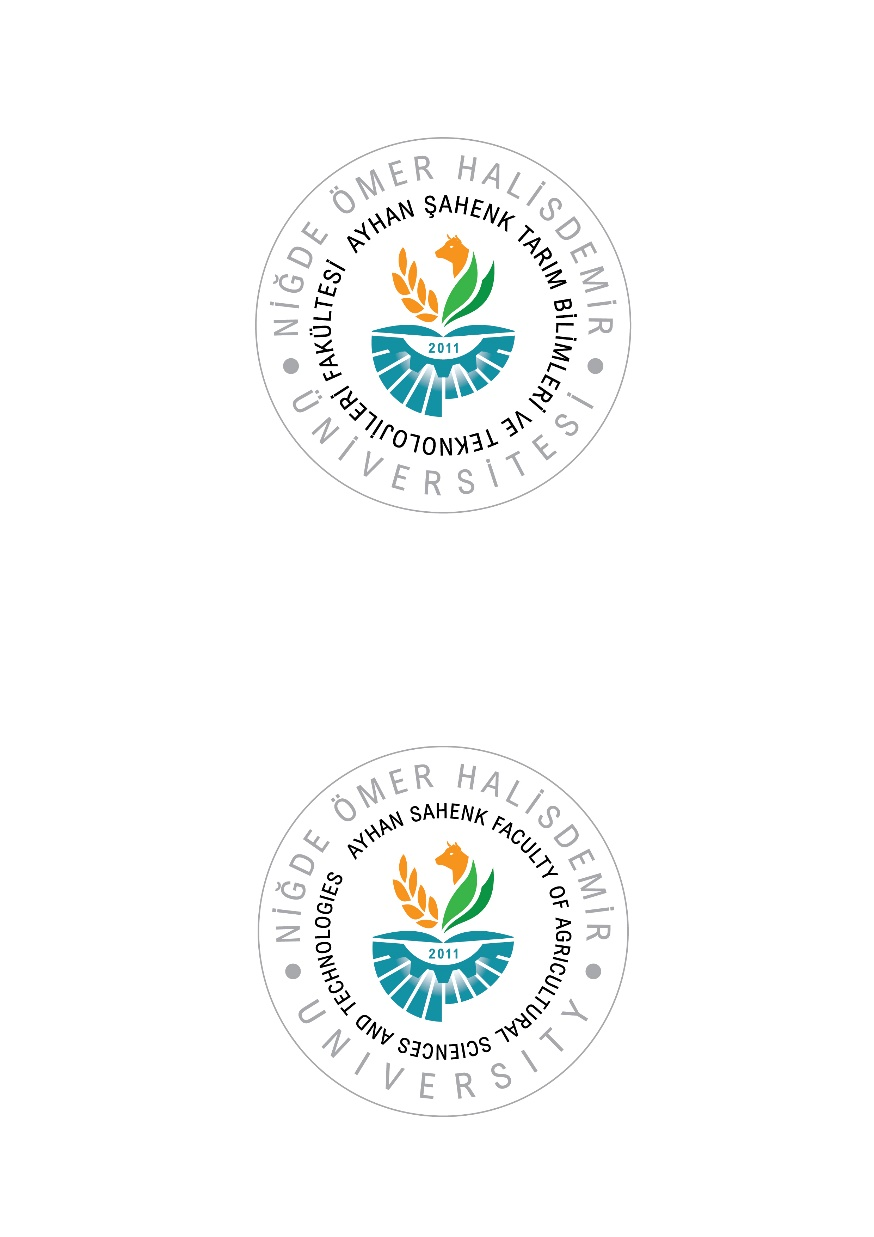 NİĞDE ÖMER HALİSDEMİR
ÜNİVERSİTESİ
AYHAN ŞAHENK TARIM BİLİMLERİ VE TEKNOLOJİLERİ FAKÜLTESİ
2011
NİĞDE ÖMER HALİSDEMİR
UNIVERSITY
AYHAN SAHENK FACULTY OF AGRICULTURAL SCIENCES AND TECHNOLOGIES
2011